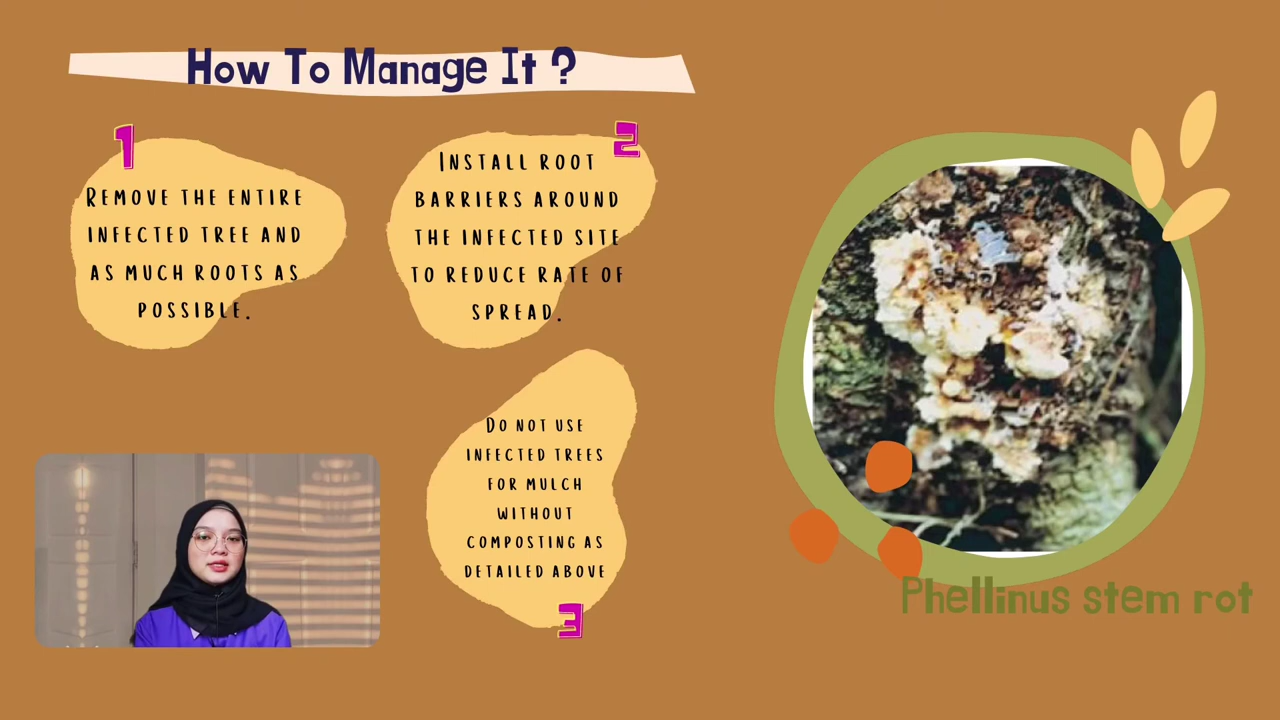 How To Manage It ?
1
REMOVE THE ENTIRE
INFECTED TREE AND
AS MUCH ROOTS AS
POSSIBLE.
2
INSTALL ROOT
BARRIERS AROUND
THE INFECTED SITE
TO REDUCE RATE OF
SPREAD.
DO NOT USE
INFECTED TREES
FOR MULCH
WITHOUT
COMPOSTING AS
DETAILED ABOVE
3
Phellinus stem rot